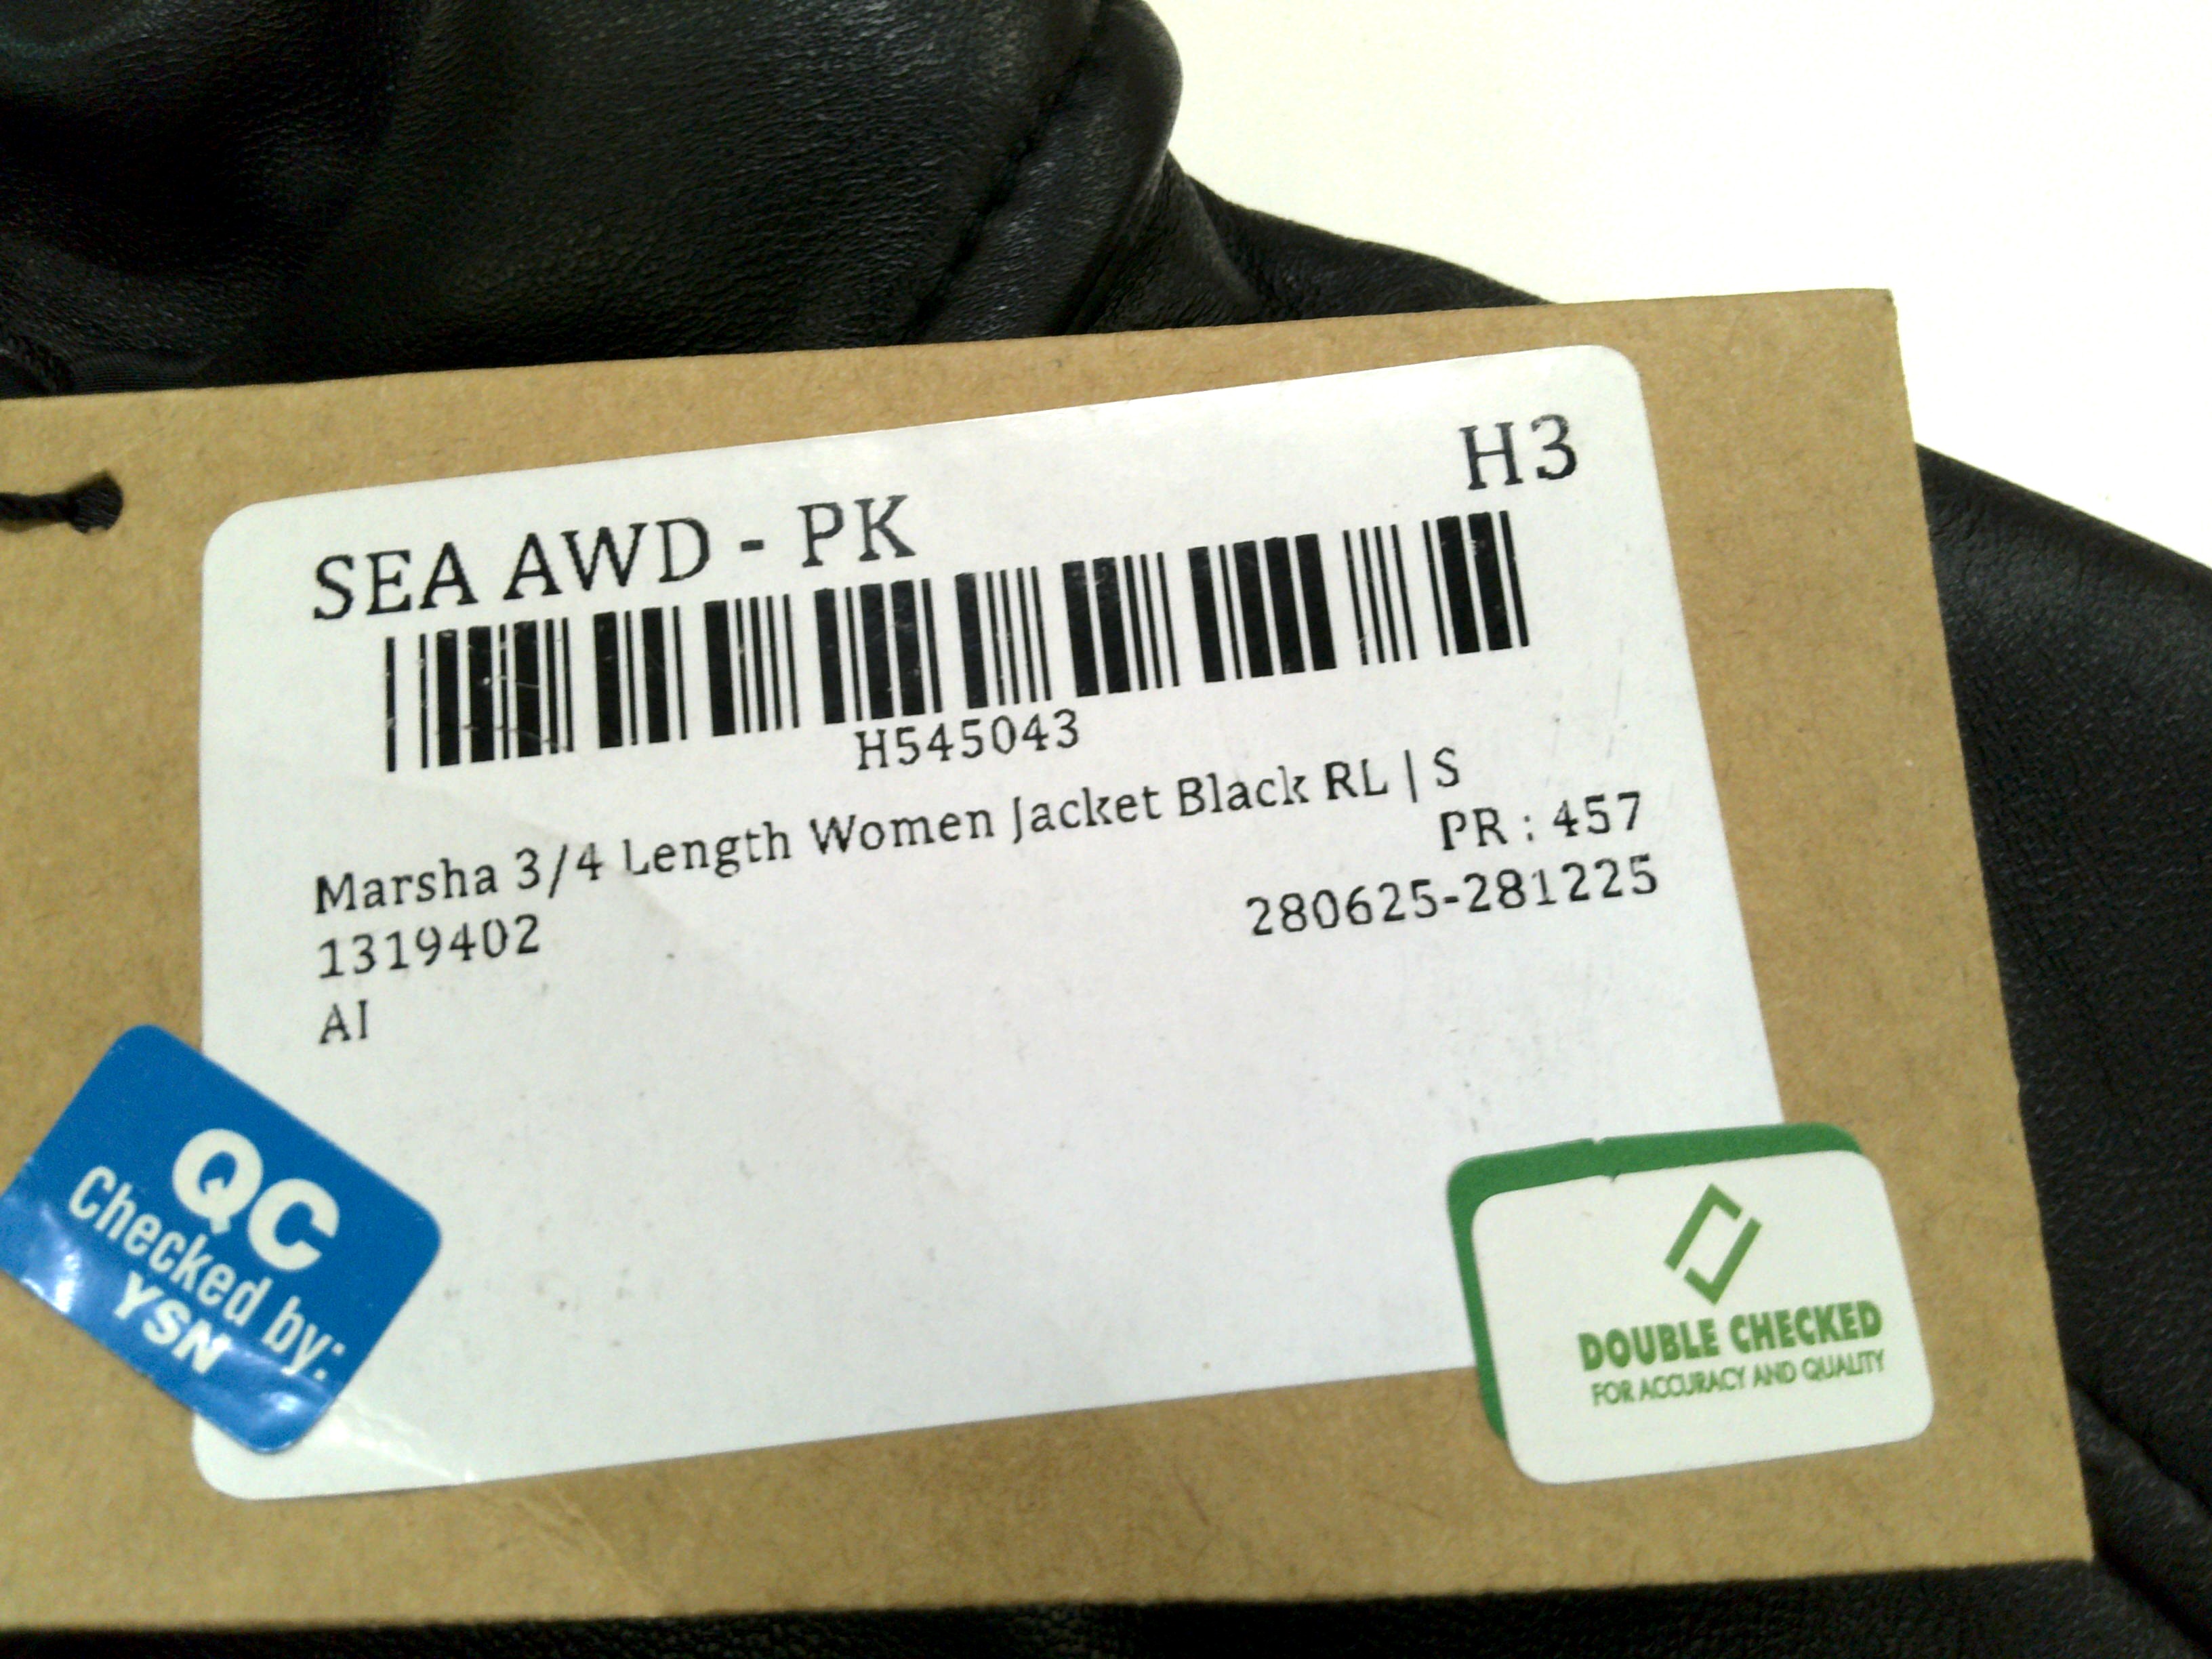 H3
SEA AWD - PK
H545043
Marsha 3/4 Length Women Jacket Black RL | S
PR : 457
1319402
280625-281225
AI
QC
Checked by:
YSN
DOUBLE CHECKED
FOR ACCURACY AND QUALITY